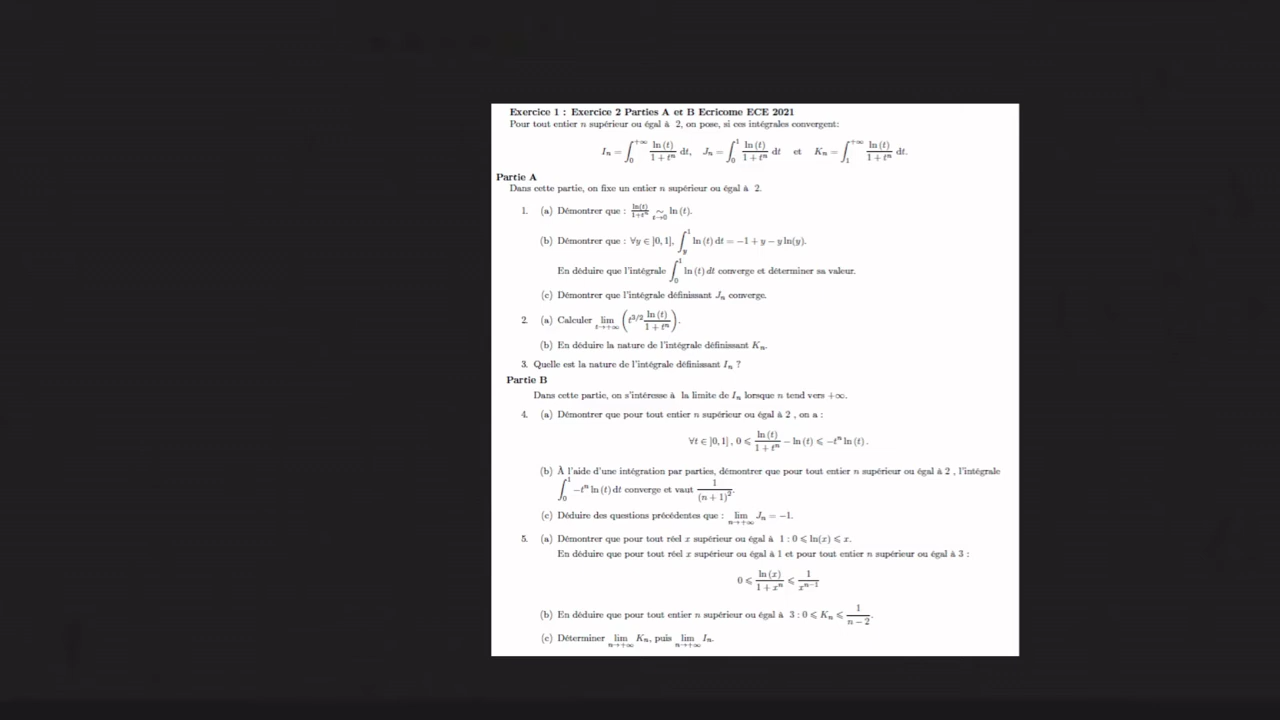 Exercice 1 : Exercice 2 Parties A et B Ecricome ECE 2021
Pour tout entier n supérieur ou égal à 2, on pose, si ces intégrales convergent:
I_n = ∫_0^{+∞} ln(t)/(1 + t^n) dt, J_n = ∫_0^1 ln(t)/(1 + t^n) dt et K_n = ∫_1^{+∞} ln(t)/(1 + t^n) dt.
Partie A
Dans cette partie, on fixe un entier n supérieur ou égal à 2.
1. (a) Démontrer que : ln(t)/(1+t^n) ∼_{t→0} ln(t).
(b) Démontrer que : ∀y ∈ ]0, 1], ∫_y^1 ln(t) dt = −1 + y − y ln(y).
En déduire que l'intégrale ∫_0^1 ln(t) dt converge et déterminer sa valeur.
(c) Démontrer que l'intégrale définissant J_n converge.
2. (a) Calculer lim_{t→+∞} (t^{3/2} ln(t)/(1 + t^n)).
(b) En déduire la nature de l'intégrale définissant K_n.
3. Quelle est la nature de l'intégrale définissant I_n ?
Partie B
Dans cette partie, on s'intéresse à la limite de I_n lorsque n tend vers +∞.
4. (a) Démontrer que pour tout entier n supérieur ou égal à 2 , on a :
∀t ∈ ]0, 1] , 0 ⩽ ln(t)/(1 + t^n) − ln(t) ⩽ −t^n ln(t) .
(b) À l'aide d'une intégration par parties, démontrer que pour tout entier n supérieur ou égal à 2 , l'intégrale
∫_0^1 −t^n ln(t) dt converge et vaut 1/(n + 1)^2.
(c) Déduire des questions précédentes que : lim_{n→+∞} J_n = −1.
5. (a) Démontrer que pour tout réel x supérieur ou égal à 1 : 0 ⩽ ln(x) ⩽ x.
En déduire que pour tout réel x supérieur ou égal à 1 et pour tout entier n supérieur ou égal à 3 :
0 ⩽ ln(x)/(1 + x^n) ⩽ 1/x^{n−1}
(b) En déduire que pour tout entier n supérieur ou égal à 3 : 0 ⩽ K_n ⩽ 1/(n − 2).
(c) Déterminer lim_{n→+∞} K_n, puis lim_{n→+∞} I_n.